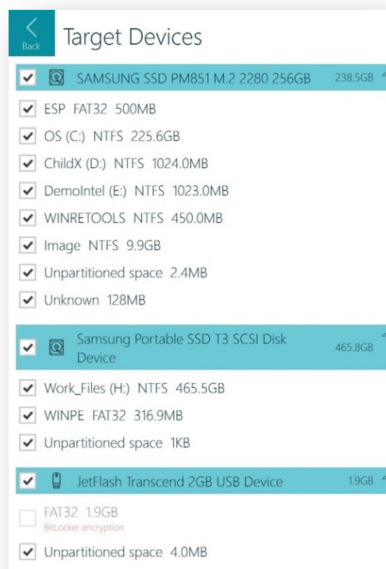 Back
Target Devices
SAMSUNG SSD PM851 M.2 2280 256GB 238.5GB
ESP FAT32 500MB
OS (C:) NTFS 225.6GB
ChildX (D:) NTFS 1024.0MB
DemoIntel (E:) NTFS 1023.0MB
WINRETOOLS NTFS 450.0MB
Image NTFS 9.9GB
Unpartitioned space 2.4MB
Unknown 128MB
Samsung Portable SSD T3 SCSI Disk
Device 465.8GB
Work_Files (H:) NTFS 465.5GB
WINPE FAT32 316.9MB
Unpartitioned space 1KB
JetFlash Transcend 2GB USB Device 1.9GB
FAT32 1.9GB
BitLocker encryption
Unpartitioned space 4.0MB